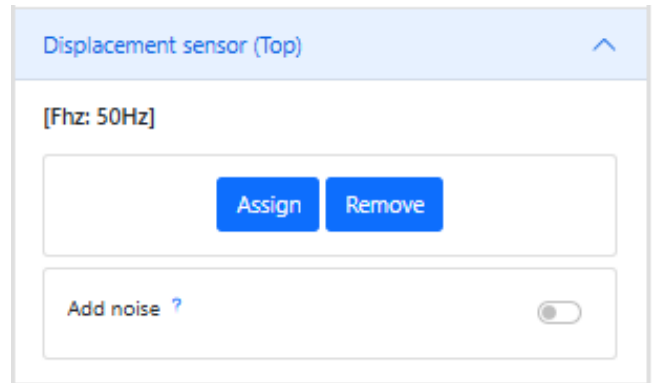 Displacement sensor (Top)
[Fhz: 50Hz]
Assign Remove
Add noise ?